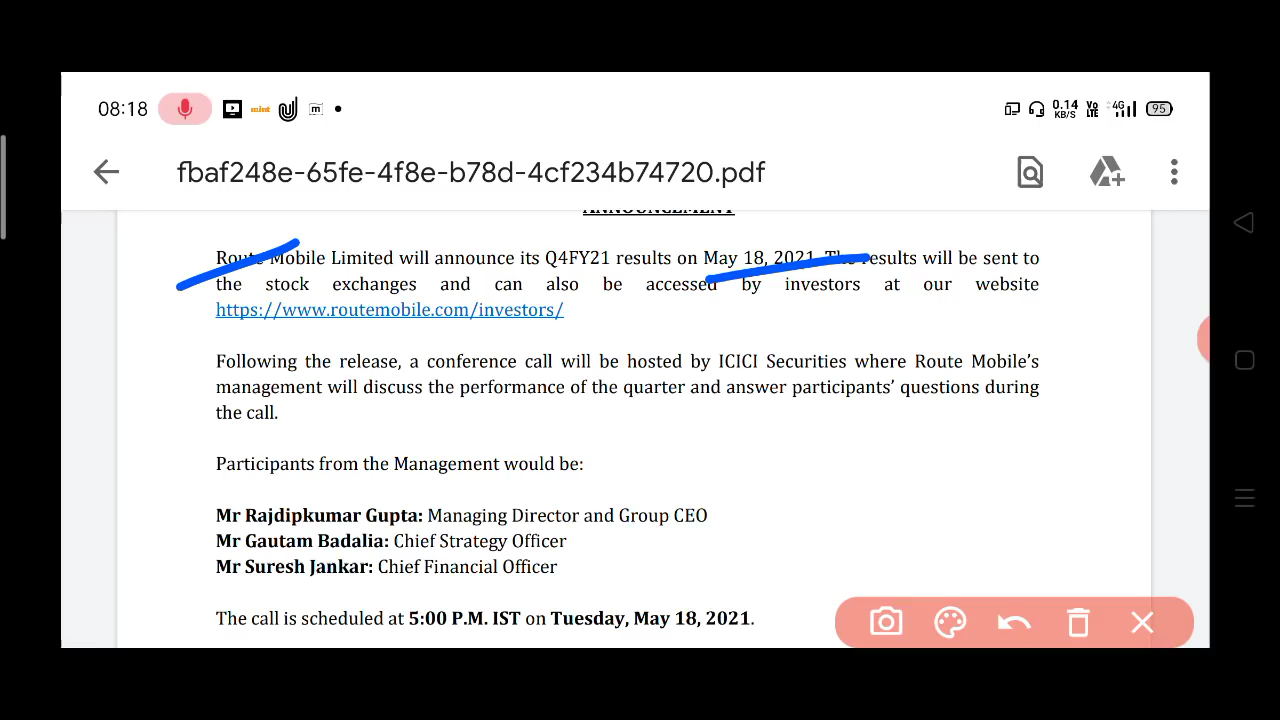 08:18 mint m 0.14 KB/S Vo LTE 4G 95
fbaf248e-65fe-4f8e-b78d-4cf234b74720.pdf
ANNOUNCEMENT
Route Mobile Limited will announce its Q4FY21 results on May 18, 2021. The results will be sent to
the stock exchanges and can also be accessed by investors at our website
https://www.routemobile.com/investors/
Following the release, a conference call will be hosted by ICICI Securities where Route Mobile’s
management will discuss the performance of the quarter and answer participants’ questions during
the call.
Participants from the Management would be:
Mr Rajdipkumar Gupta: Managing Director and Group CEO
Mr Gautam Badalia: Chief Strategy Officer
Mr Suresh Jankar: Chief Financial Officer
The call is scheduled at 5:00 P.M. IST on Tuesday, May 18, 2021.